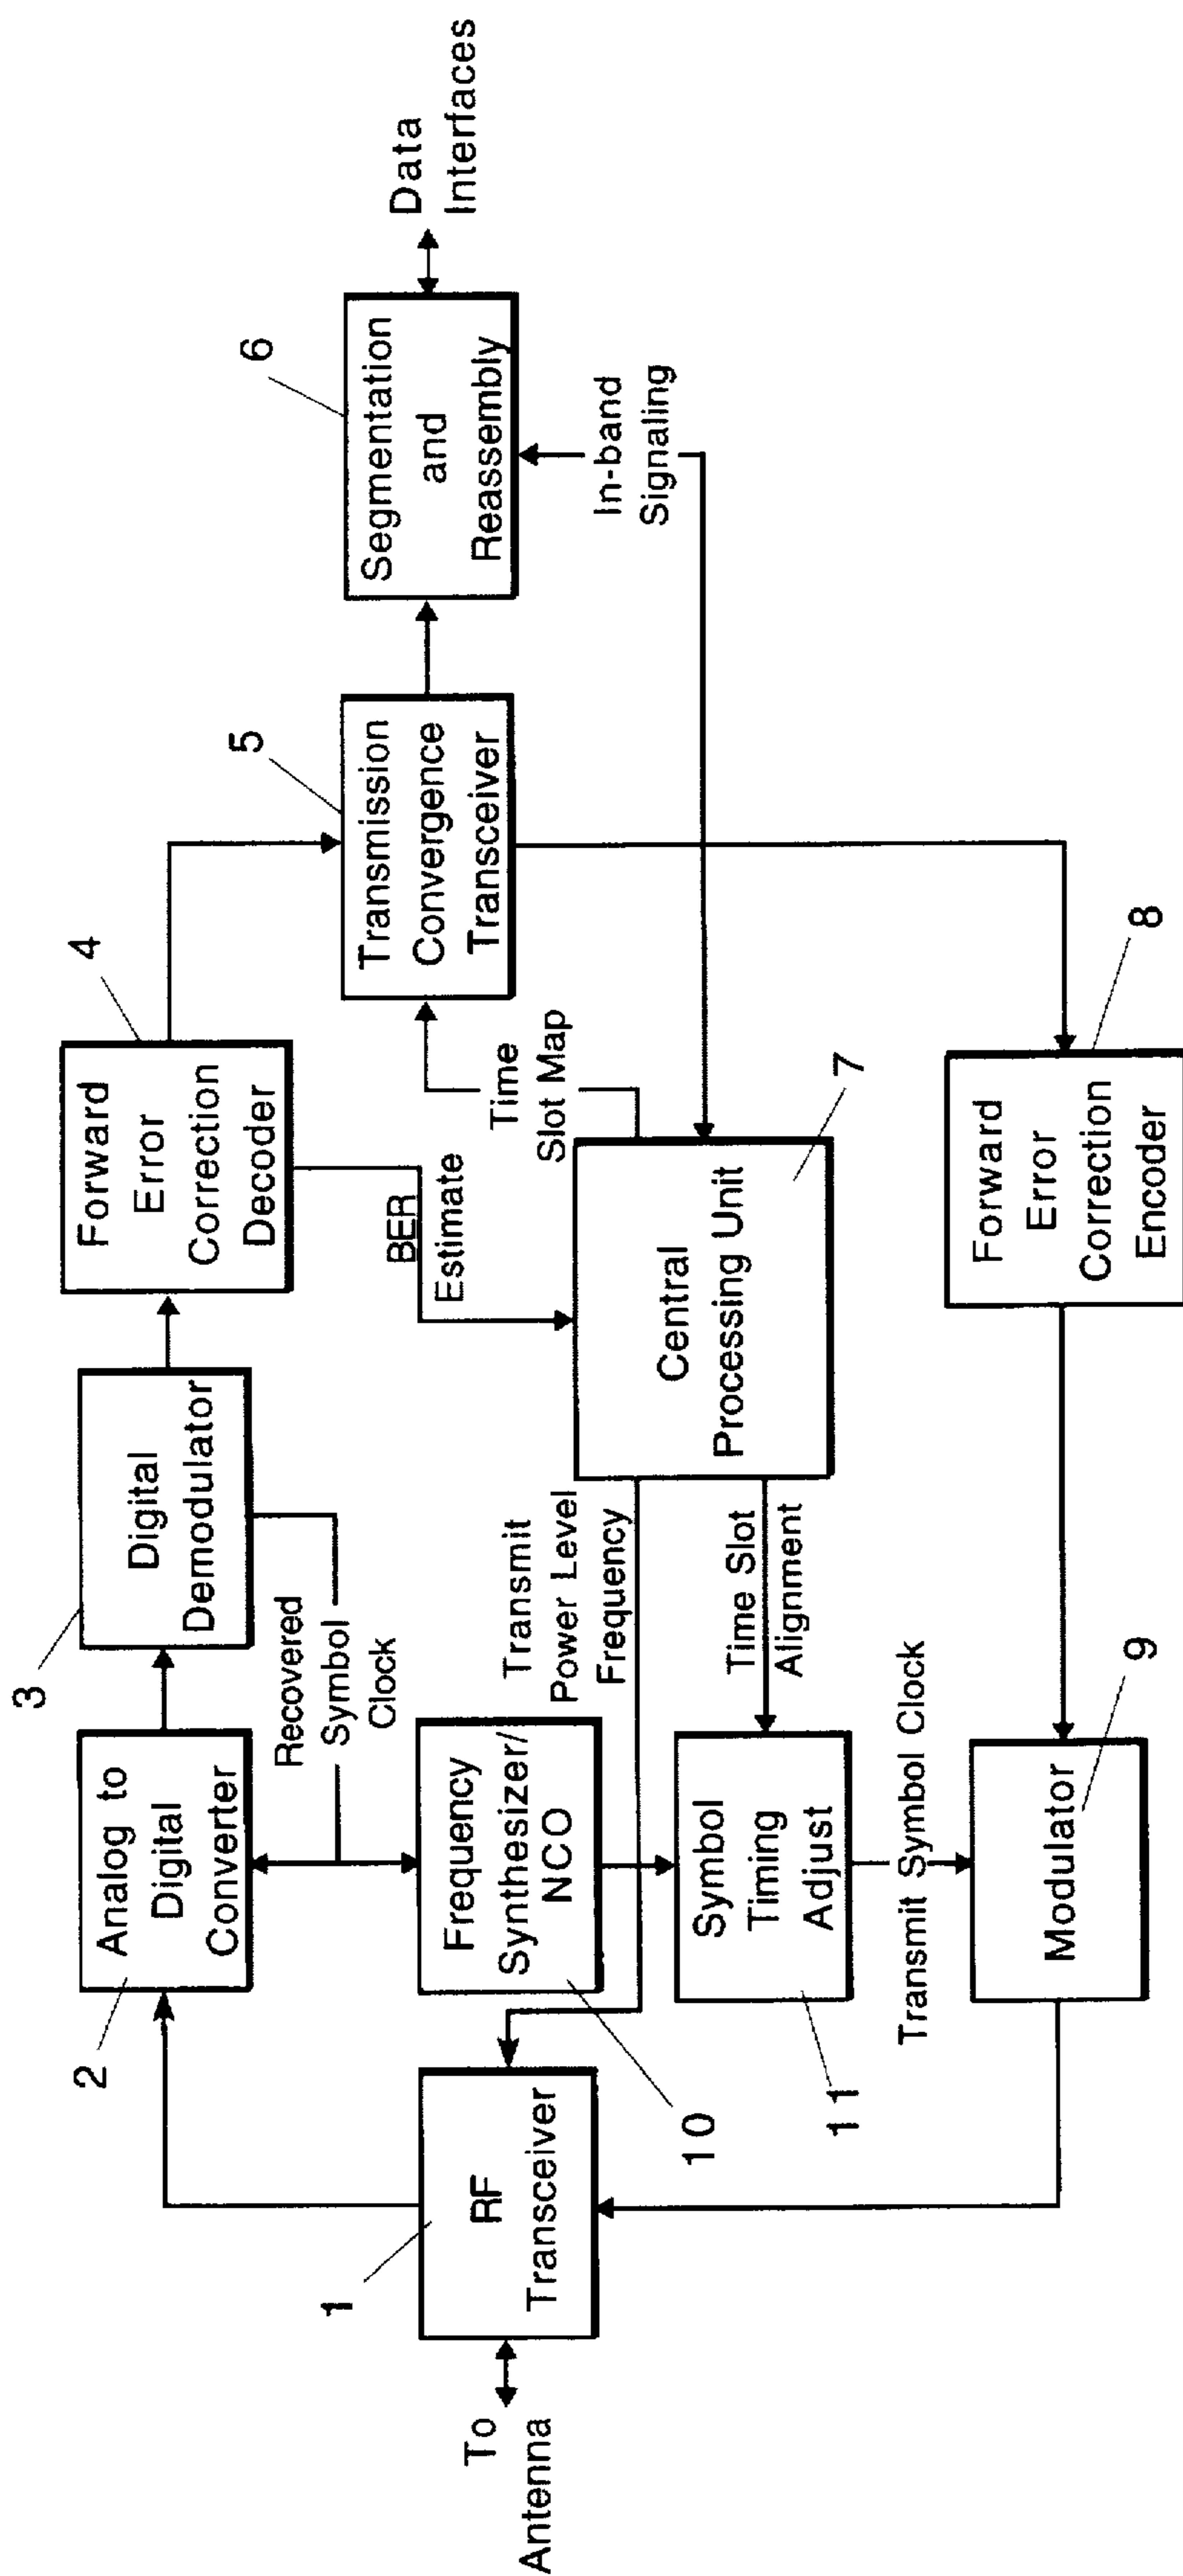 To
Antenna
1
RF
Transceiver
2
Analog to
Digital
Converter
3
Digital
Demodulator
4
Forward
Error
Correction
Decoder
5
Transmission
Convergence
Transceiver
6
Segmentation
and
Reassembly
Data
Interfaces
Recovered
Symbol
Clock
BER
Estimate
Time
Slot Map
In-band
Signaling
10
Frequency
Synthesizer/
NCO
Transmit
Power Level
Frequency
Central
Processing Unit
7
11
Symbol
Timing
Adjust
Time Slot
Alignment
Transmit Symbol Clock
Modulator
9
Forward
Error
Correction
Encoder
8